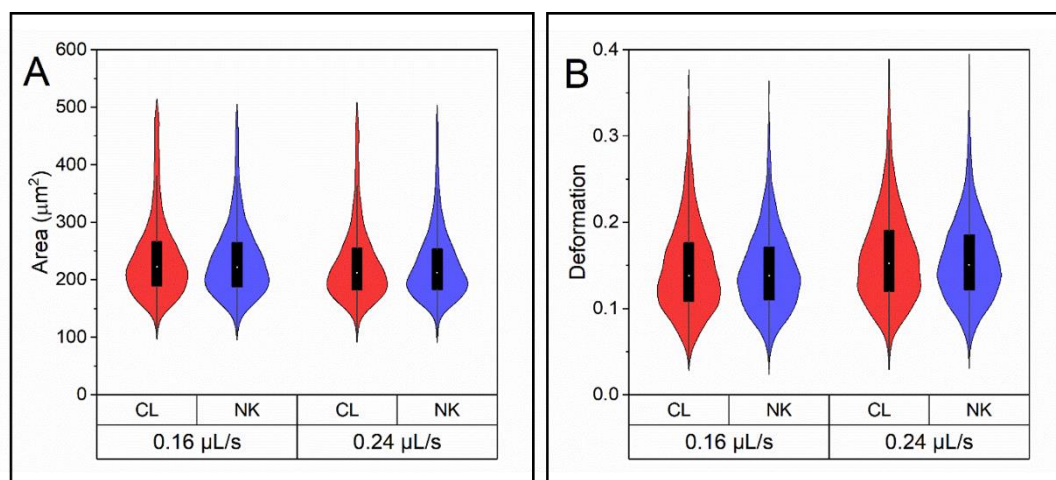 A
Area (μm²)
600
500
400
300
200
100
0
CL NK CL NK
0.16 μL/s 0.24 μL/s
B
Deformation
0.4
0.3
0.2
0.1
0.0
CL NK CL NK
0.16 μL/s 0.24 μL/s